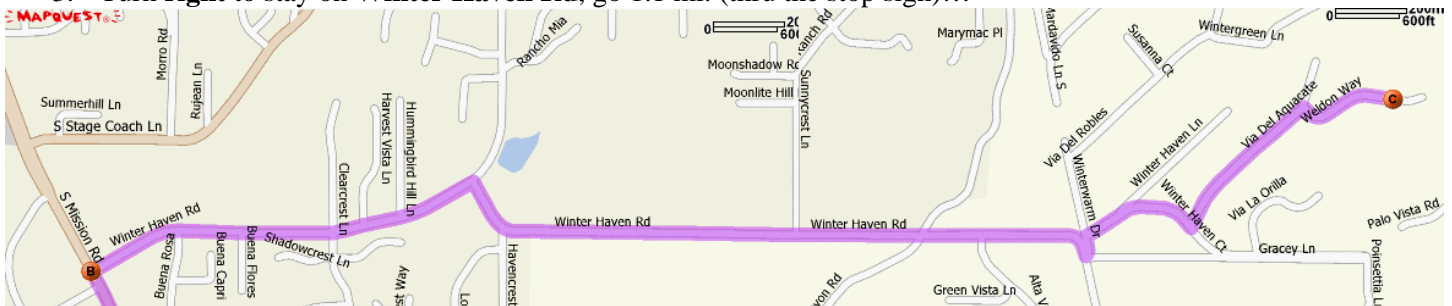 Turn right to stay on Winter Haven Rd, go 1.1 mi. (thru the stop sign)…
MAPQUEST
200m
600ft
Morro Rd
Rujean Ln
Summerhill Ln
S Stage Coach Ln
Rancho Mia
Moonshadow Rd
Moonlite Hill
Sunnycrest Ln
Marymac Pl
Mardavido Ln S
Susanna Ct
Wintergreen Ln
Via Del Robles
Winterwarm Dr
Winter Haven Ln
Via Del Aquacate
Weldon Way
C
Clearcrest Ln
Harvest Vista Ln
Hummingbird Hill Ln
S Mission Rd
B
Winter Haven Rd
Winter Haven Rd
Winter Haven Rd
Winter Haven Ct
Via La Orilla
Palo Vista Rd
Gracey Ln
Poinsettia Ln
Buena Rosa
Buena Capri
Buena Flores
Shadowcrest Ln
Havencrest
Green Vista Ln
Alta V